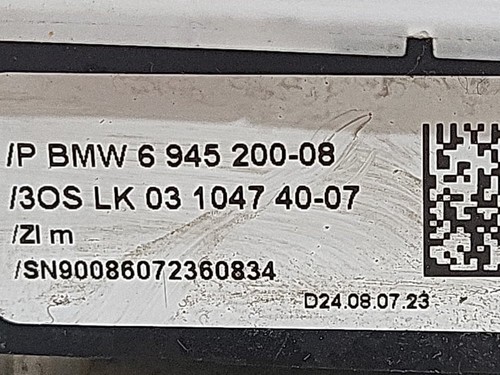 /P BMW 6 945 200-08
/3OS LK 03 1047 40-07
/ZI m
/SN90086072360834
D24.08.07.23